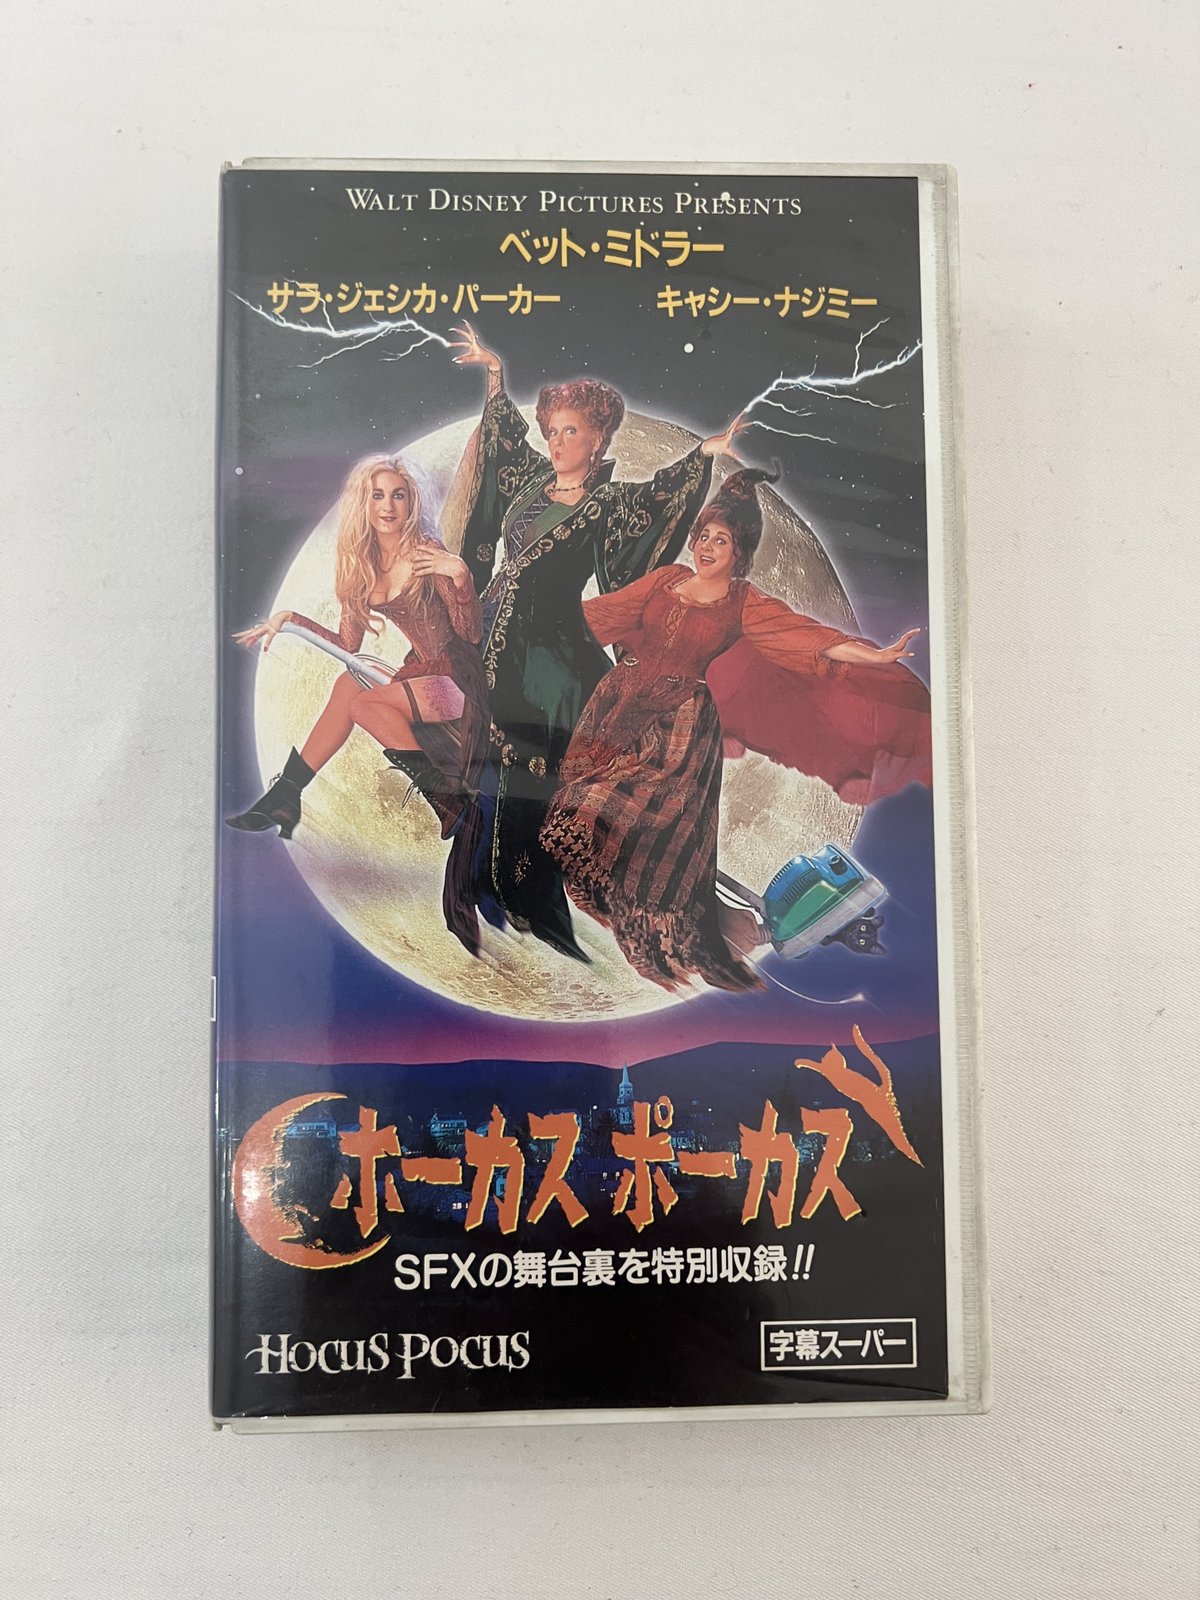 WALT DISNEY PICTURES PRESENTS
ベット・ミドラー
サラ・ジェシカ・パーカー
キャシー・ナジミー
ホーカス ポーカス
SFXの舞台裏を特別収録!!
HOCUS POCUS
字幕スーパー